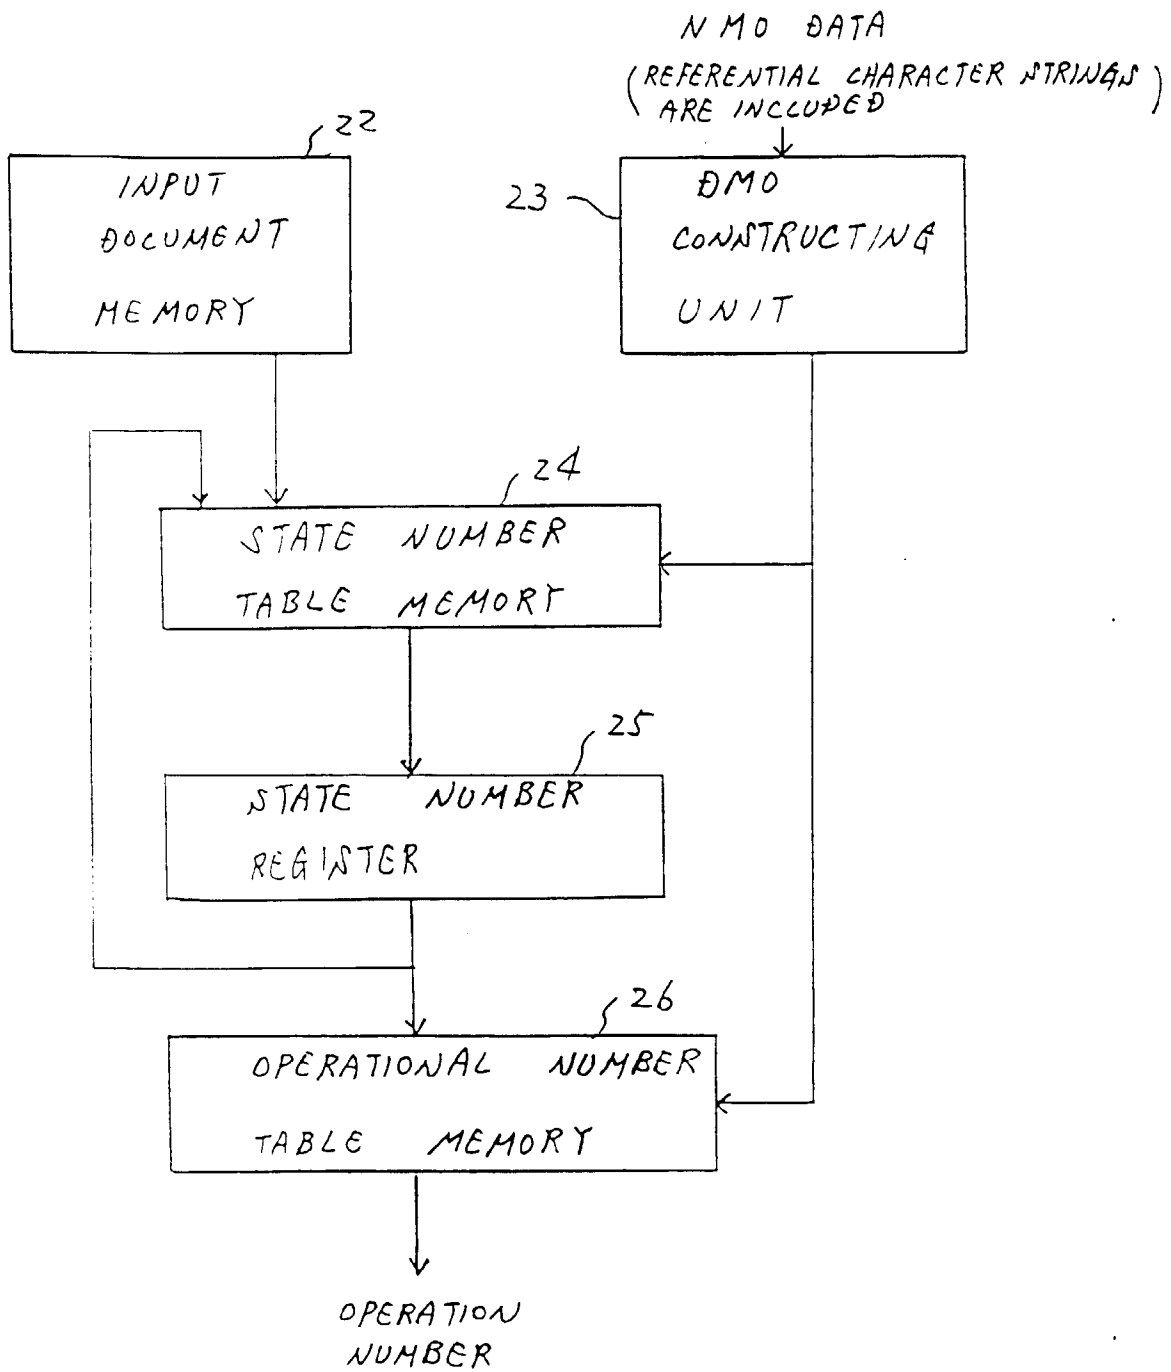 NMO DATA
(REFERENTIAL CHARACTER STRINGS
ARE INCLUDED)
22
INPUT
DOCUMENT
MEMORY
23
DMO
CONSTRUCTING
UNIT
24
STATE NUMBER
TABLE MEMORY
25
STATE NUMBER
REGISTER
26
OPERATIONAL NUMBER
TABLE MEMORY
OPERATION
NUMBER